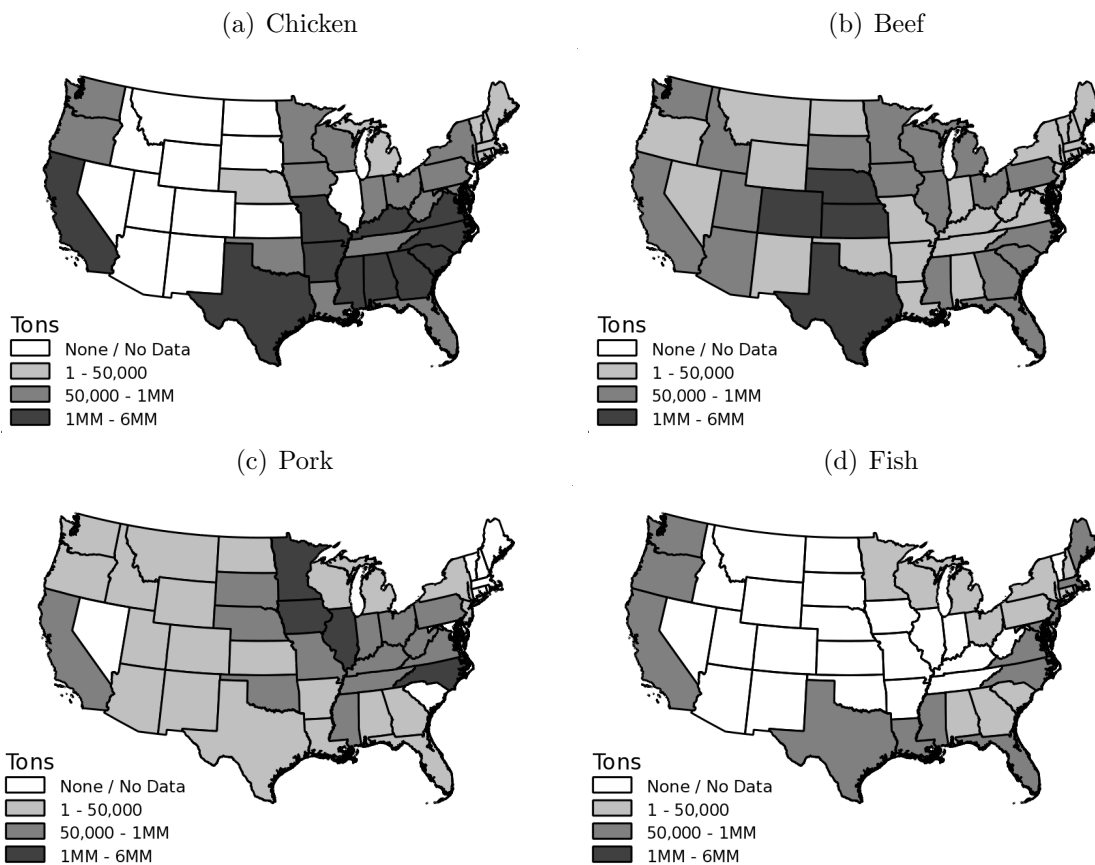 (a) Chicken
(b) Beef
Tons
None / No Data
1 - 50,000
50,000 - 1MM
1MM - 6MM
Tons
None / No Data
1 - 50,000
50,000 - 1MM
1MM - 6MM
(c) Pork
(d) Fish
Tons
None / No Data
1 - 50,000
50,000 - 1MM
1MM - 6MM
Tons
None / No Data
1 - 50,000
50,000 - 1MM
1MM - 6MM